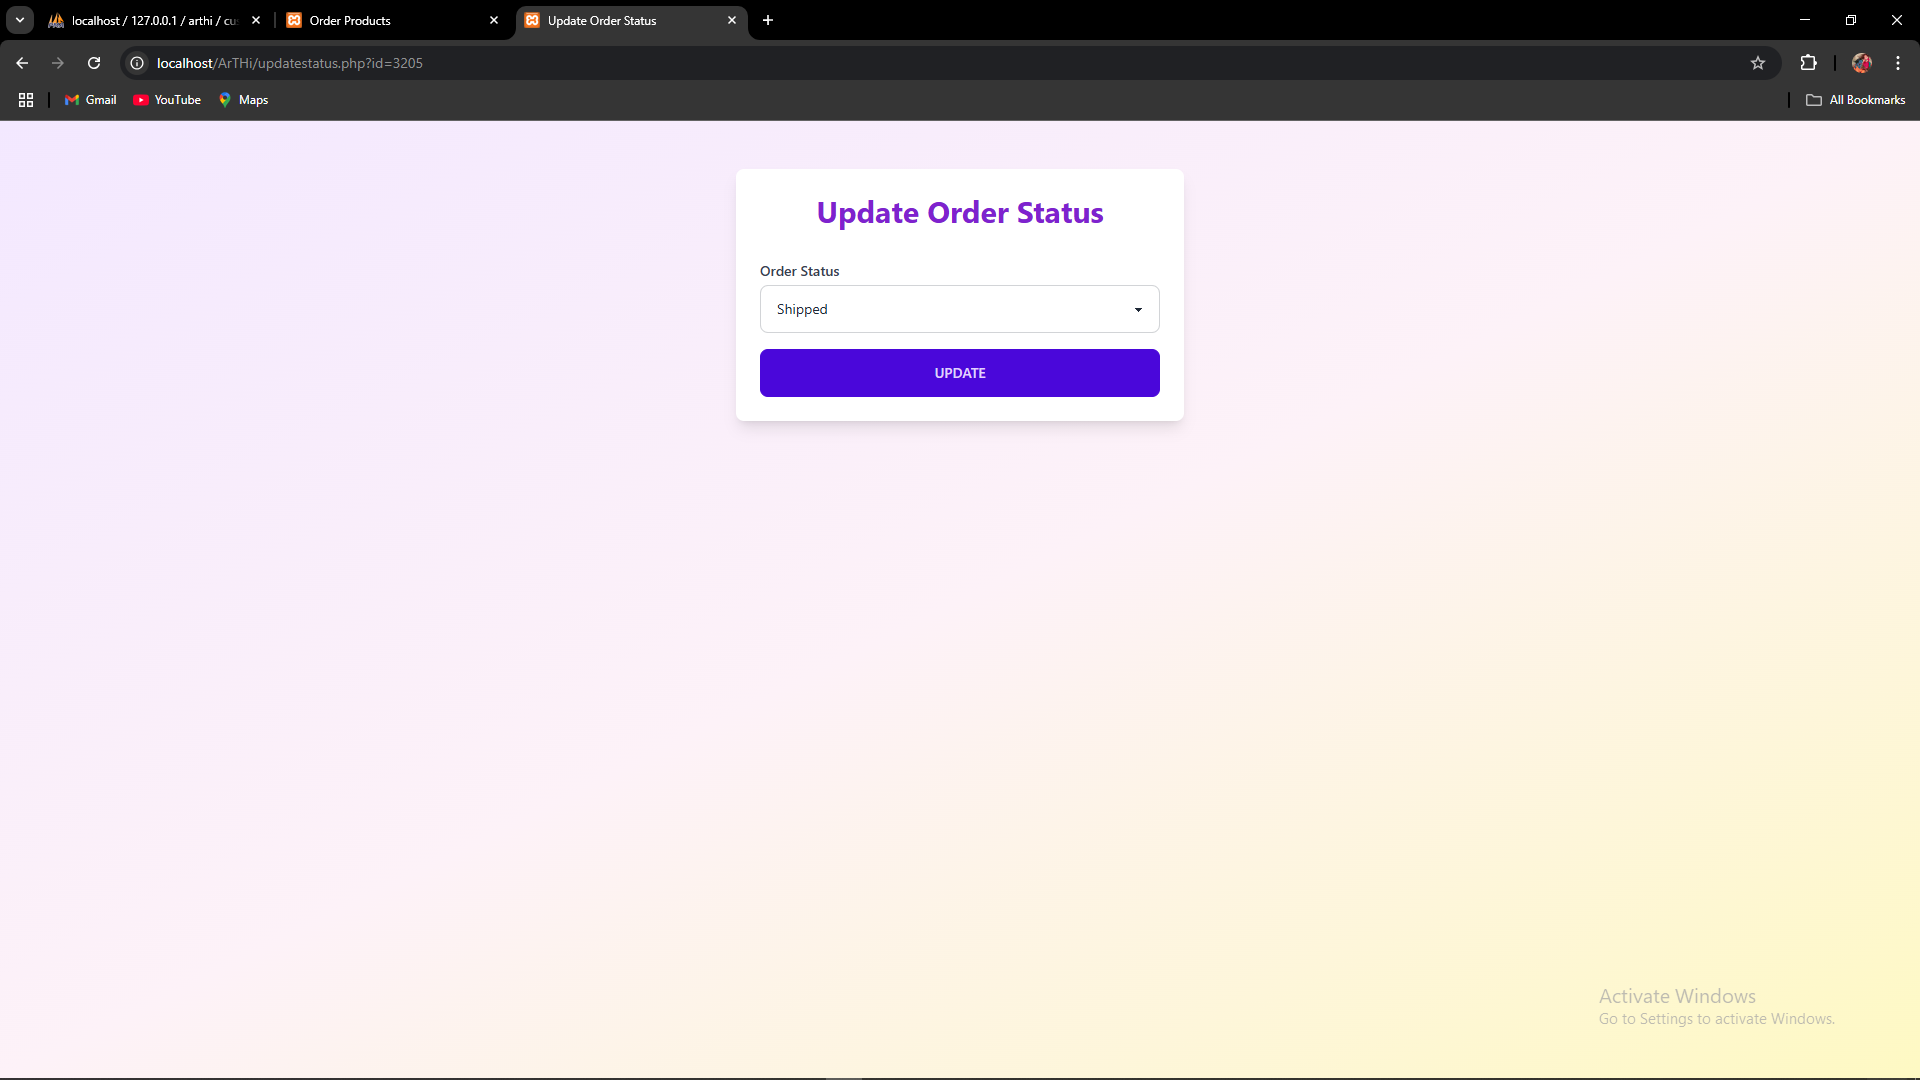 localhost / 127.0.0.1 / arthi / cu
Order Products
Update Order Status
localhost/ArTHi/updatestatus.php?id=3205
Gmail
YouTube
Maps
All Bookmarks
Update Order Status
Order Status
Shipped
UPDATE
Activate Windows
Go to Settings to activate Windows.